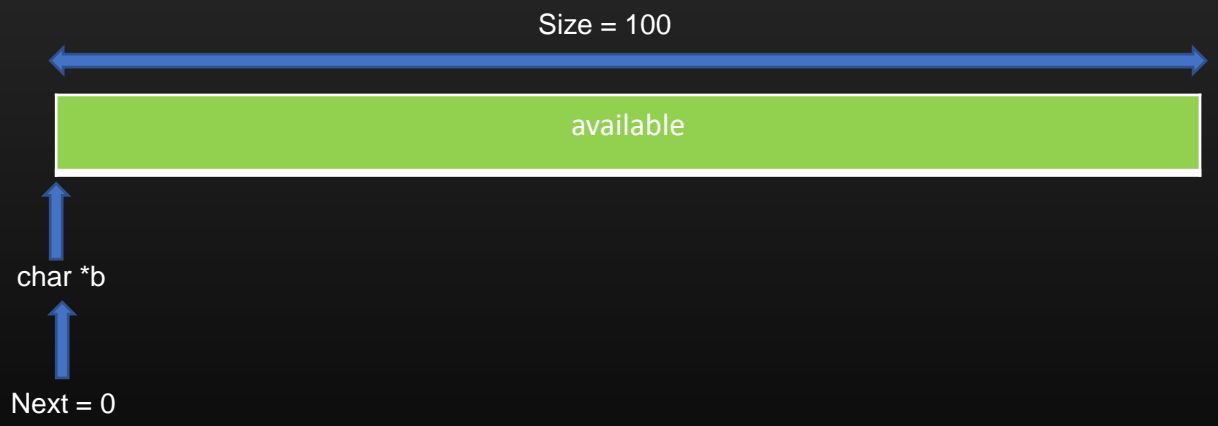 Size = 100
available
char *b
Next = 0